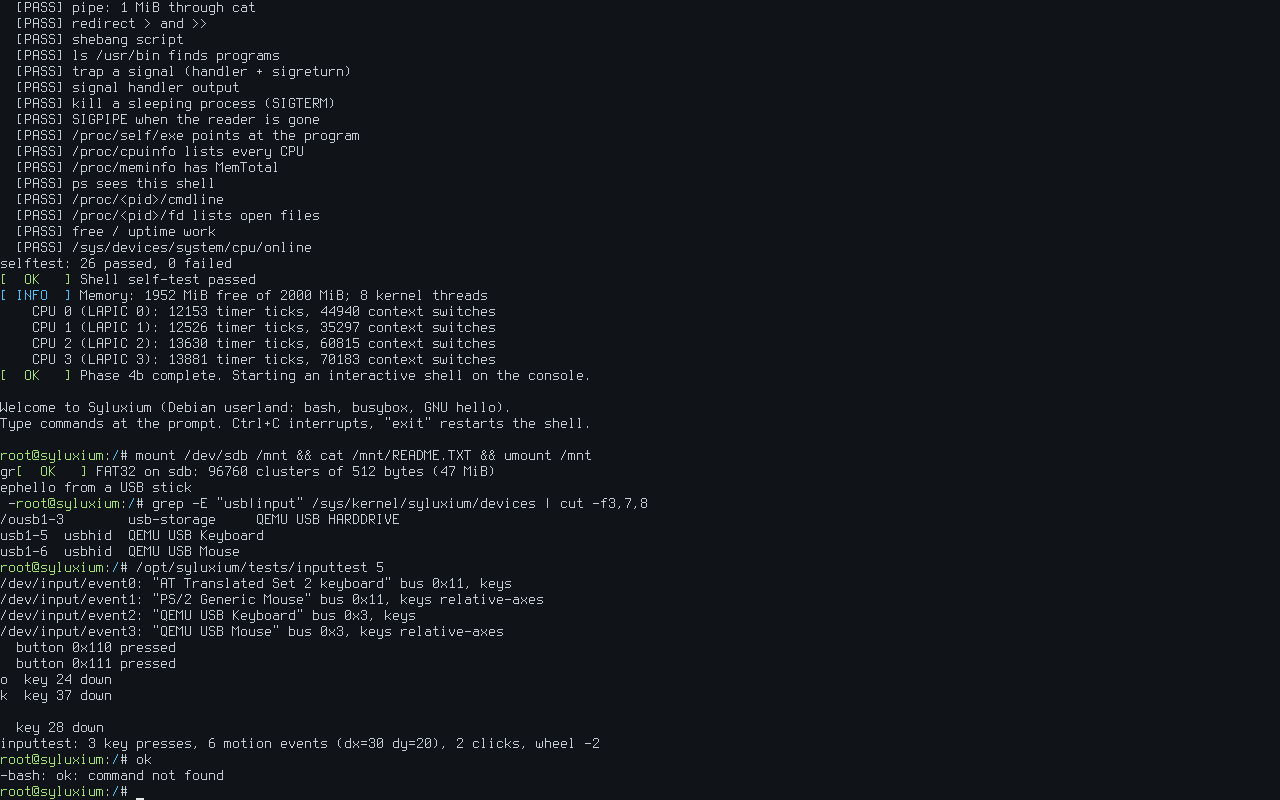 [PASS] pipe: 1 MiB through cat
[PASS] redirect > and >>
[PASS] shebang script
[PASS] ls /usr/bin finds programs
[PASS] trap a signal (handler + sigreturn)
[PASS] signal handler output
[PASS] kill a sleeping process (SIGTERM)
[PASS] SIGPIPE when the reader is gone
[PASS] /proc/self/exe points at the program
[PASS] /proc/cpuinfo lists every CPU
[PASS] /proc/meminfo has MemTotal
[PASS] ps sees this shell
[PASS] /proc/<pid>/cmdline
[PASS] /proc/<pid>/fd lists open files
[PASS] free / uptime work
[PASS] /sys/devices/system/cpu/online
selftest: 26 passed, 0 failed
[  OK   ] Shell self-test passed
[ INFO  ] Memory: 1952 MiB free of 2000 MiB; 8 kernel threads
    CPU 0 (LAPIC 0): 12153 timer ticks, 44940 context switches
    CPU 1 (LAPIC 1): 12526 timer ticks, 35297 context switches
    CPU 2 (LAPIC 2): 13630 timer ticks, 60815 context switches
    CPU 3 (LAPIC 3): 13881 timer ticks, 70183 context switches
[  OK   ] Phase 4b complete. Starting an interactive shell on the console.

Welcome to Syluxium (Debian userland: bash, busybox, GNU hello).
Type commands at the prompt. Ctrl+C interrupts, "exit" restarts the shell.

root@syluxium:/# mount /dev/sdb /mnt && cat /mnt/README.TXT && umount /mnt
gr[  OK   ] FAT32 on sdb: 96760 clusters of 512 bytes (47 MiB)
ephello from a USB stick
 -root@syluxium:/# grep -E "usb|input" /sys/kernel/syluxium/devices | cut -f3,7,8
/ousb1-3        usb-storage     QEMU USB HARDDRIVE
usb1-5  usbhid  QEMU USB Keyboard
usb1-6  usbhid  QEMU USB Mouse
root@syluxium:/# /opt/syluxium/tests/inputtest 5
/dev/input/event0: "AT Translated Set 2 keyboard" bus 0x11, keys
/dev/input/event1: "PS/2 Generic Mouse" bus 0x11, keys relative-axes
/dev/input/event2: "QEMU USB Keyboard" bus 0x3, keys
/dev/input/event3: "QEMU USB Mouse" bus 0x3, keys relative-axes
  button 0x110 pressed
  button 0x111 pressed
o  key 24 down
k  key 37 down

  key 28 down
inputtest: 3 key presses, 6 motion events (dx=30 dy=20), 2 clicks, wheel -2
root@syluxium:/# ok
-bash: ok: command not found
root@syluxium:/# _